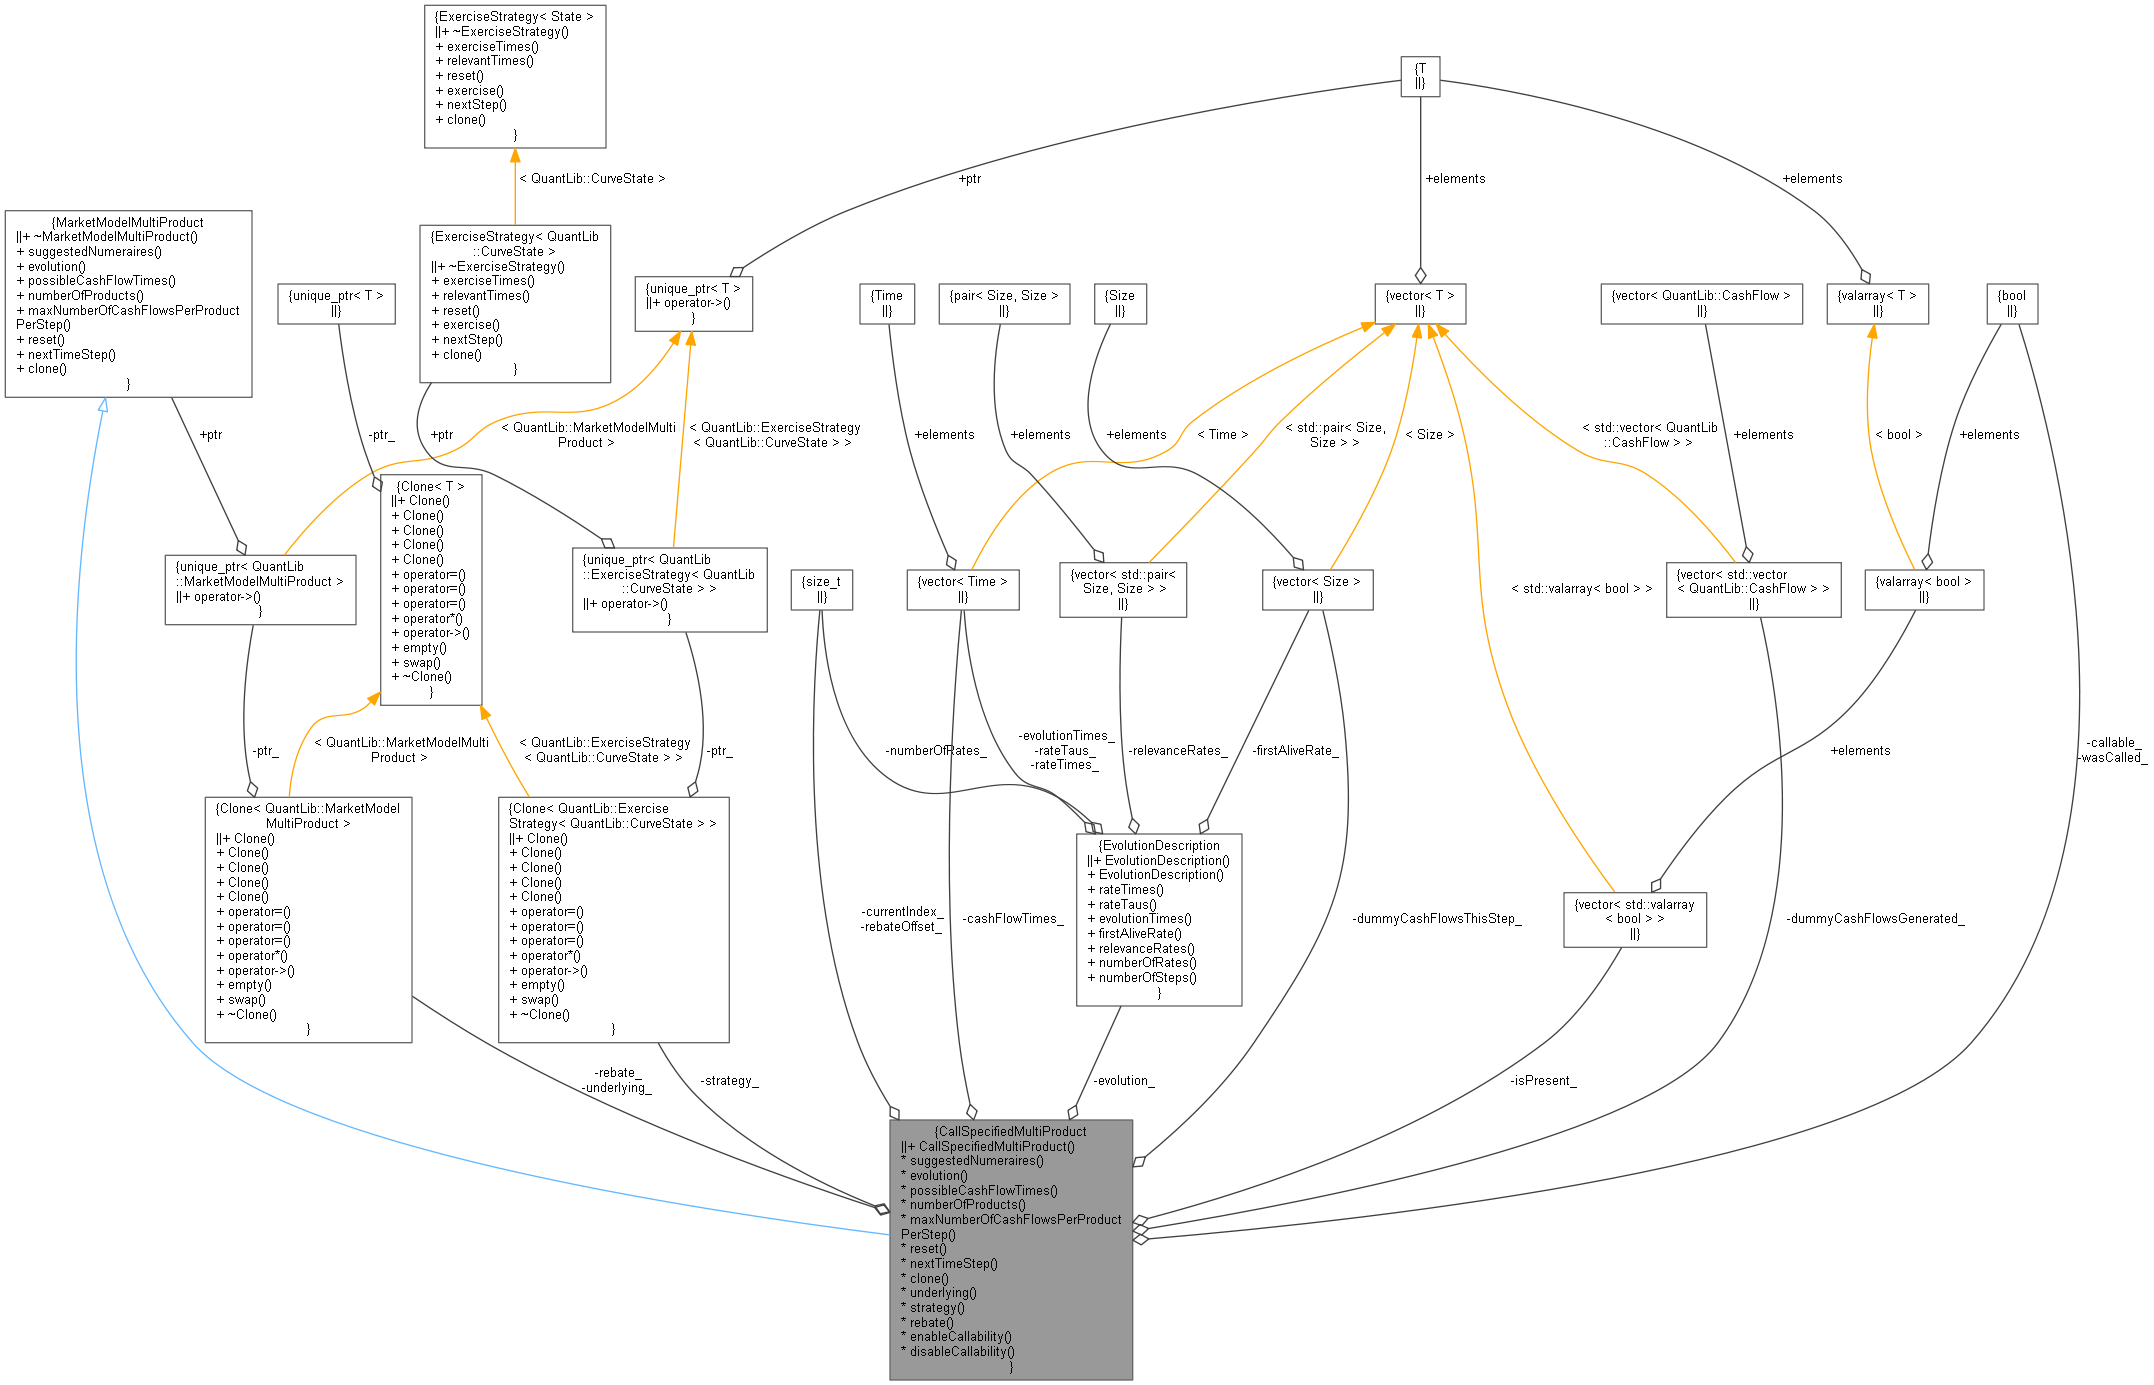 {ExerciseStrategy< State >
||+ ~ExerciseStrategy()
+ exerciseTimes()
+ relevantTimes()
+ reset()
+ exercise()
+ nextStep()
+ clone()
}
{T
||}
< QuantLib::CurveState >
+ptr
+elements
+elements
{MarketModelMultiProduct
||+ ~MarketModelMultiProduct()
+ suggestedNumeraires()
+ evolution()
+ possibleCashFlowTimes()
+ numberOfProducts()
+ maxNumberOfCashFlowsPerProduct
PerStep()
+ reset()
+ nextTimeStep()
+ clone()
}
{unique_ptr< T >
||}
{ExerciseStrategy< QuantLib
::CurveState >
||+ ~ExerciseStrategy()
+ exerciseTimes()
+ relevantTimes()
+ reset()
+ exercise()
+ nextStep()
+ clone()
}
{unique_ptr< T >
||+ operator->()
}
{Time
||}
{pair< Size, Size >
||}
{Size
||}
{vector< T >
||}
{vector< QuantLib::CashFlow >
||}
{valarray< T >
||}
{bool
||}
+ptr
-ptr_
+ptr
< QuantLib::MarketModelMulti
Product >
< QuantLib::ExerciseStrategy
< QuantLib::CurveState > >
+elements
+elements
+elements
< Time >
< std::pair< Size,
Size > >
< Size >
< std::vector< QuantLib
::CashFlow > >
+elements
< bool >
+elements
{Clone< T >
||+ Clone()
+ Clone()
+ Clone()
+ Clone()
+ Clone()
+ operator=()
+ operator=()
+ operator=()
+ operator*()
+ operator->()
+ empty()
+ swap()
+ ~Clone()
}
{unique_ptr< QuantLib
::MarketModelMultiProduct >
||+ operator->()
}
{unique_ptr< QuantLib
::ExerciseStrategy< QuantLib
::CurveState > >
||+ operator->()
}
{size_t
||}
{vector< Time >
||}
{vector< std::pair<
Size, Size > >
||}
{vector< Size >
||}
< std::valarray< bool > >
{vector< std::vector
< QuantLib::CashFlow > >
||}
{valarray< bool >
||}
-ptr_
< QuantLib::MarketModelMulti
Product >
< QuantLib::ExerciseStrategy
< QuantLib::CurveState > >
-ptr_
-numberOfRates_
-evolutionTimes_
-rateTaus_
-rateTimes_
-relevanceRates_
-firstAliveRate_
+elements
-callable_
-wasCalled_
{Clone< QuantLib::MarketModel
MultiProduct >
||+ Clone()
+ Clone()
+ Clone()
+ Clone()
+ Clone()
+ operator=()
+ operator=()
+ operator=()
+ operator*()
+ operator->()
+ empty()
+ swap()
+ ~Clone()
}
{Clone< QuantLib::Exercise
Strategy< QuantLib::CurveState > >
||+ Clone()
+ Clone()
+ Clone()
+ Clone()
+ Clone()
+ operator=()
+ operator=()
+ operator=()
+ operator*()
+ operator->()
+ empty()
+ swap()
+ ~Clone()
}
-currentIndex_
-rebateOffset_
-cashFlowTimes_
{EvolutionDescription
||+ EvolutionDescription()
+ EvolutionDescription()
+ rateTimes()
+ rateTaus()
+ evolutionTimes()
+ firstAliveRate()
+ relevanceRates()
+ numberOfRates()
+ numberOfSteps()
}
-dummyCashFlowsThisStep_
{vector< std::valarray
< bool > >
||}
-dummyCashFlowsGenerated_
-rebate_
-underlying_
-strategy_
-evolution_
-isPresent_
{CallSpecifiedMultiProduct
||+ CallSpecifiedMultiProduct()
* suggestedNumeraires()
* evolution()
* possibleCashFlowTimes()
* numberOfProducts()
* maxNumberOfCashFlowsPerProduct
PerStep()
* reset()
* nextTimeStep()
* clone()
* underlying()
* strategy()
* rebate()
* enableCallability()
* disableCallability()
}